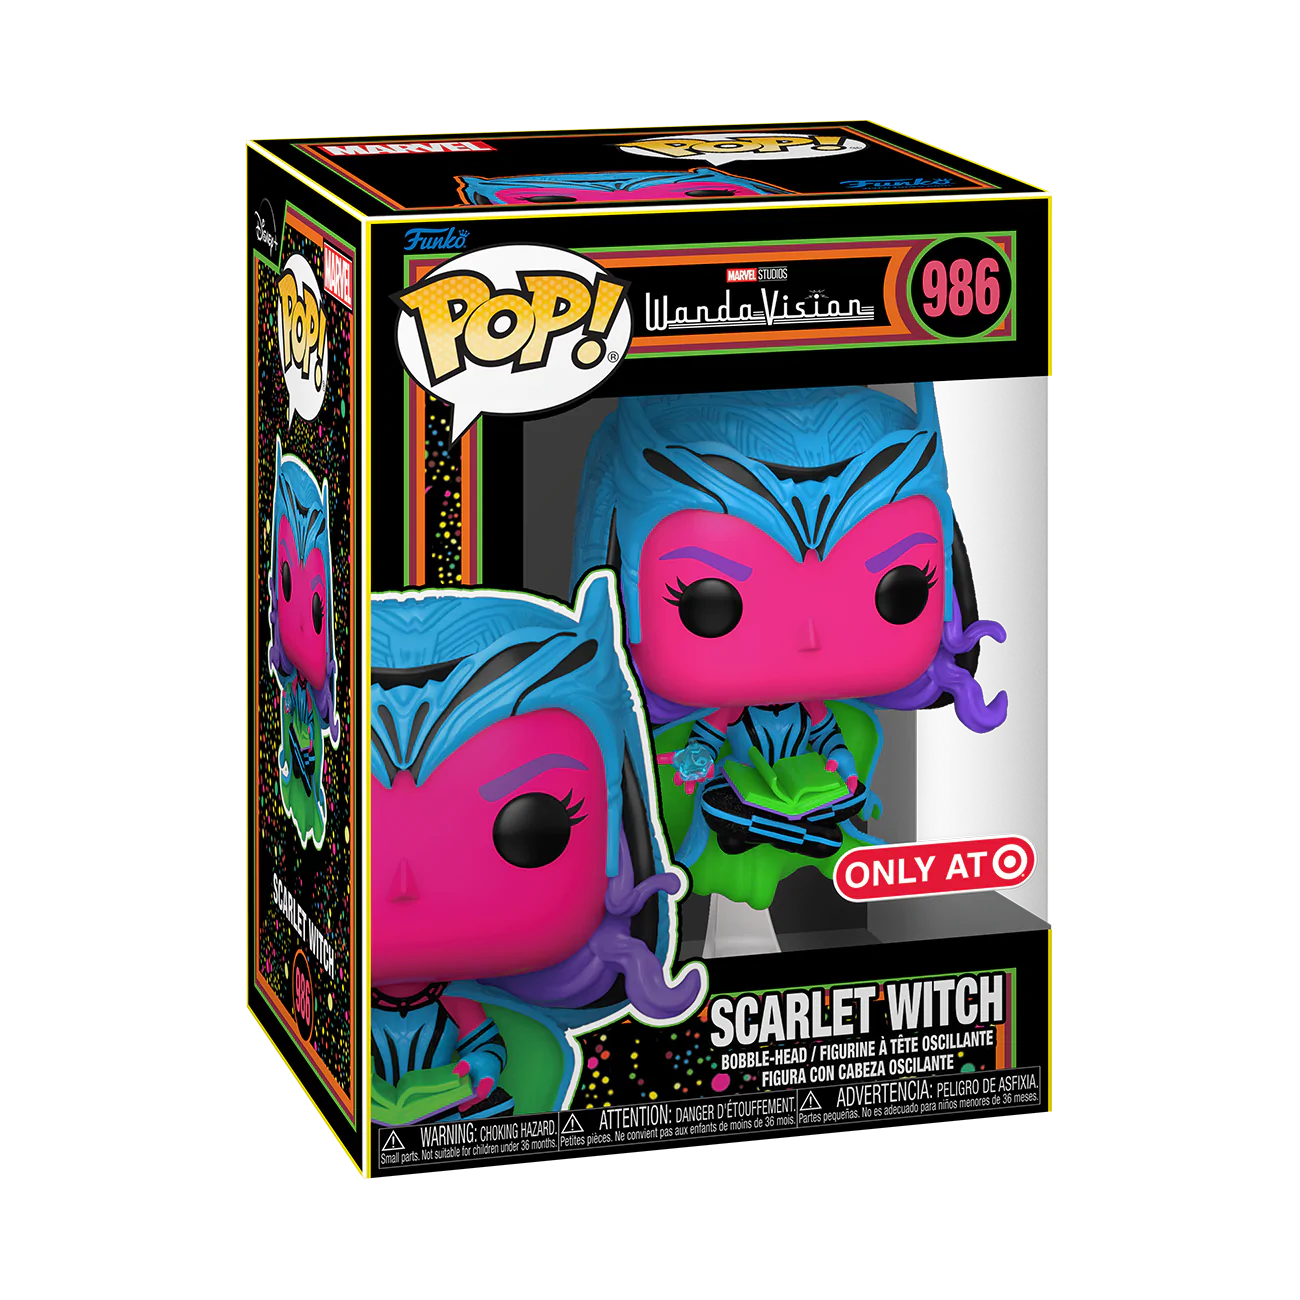 MARVEL
POP!
Funko
Disney+
MARVEL
POP!
SCARLET WITCH
986
Funko
POP!®
MARVEL STUDIOS
WandaVision
986
ONLY AT
SCARLET WITCH
BOBBLE-HEAD / FIGURINE À TÊTE OSCILLANTE
FIGURA CON CABEZA OSCILANTE
WARNING: CHOKING HAZARD.
Small parts. Not suitable for children under 36 months.
ATTENTION: DANGER D'ÉTOUFFEMENT.
Petites pièces. Ne convient pas aux enfants de moins de 36 mois.
ADVERTENCIA: PELIGRO DE ASFIXIA.
Partes pequeñas. No es adecuado para niños menores de 36 meses.